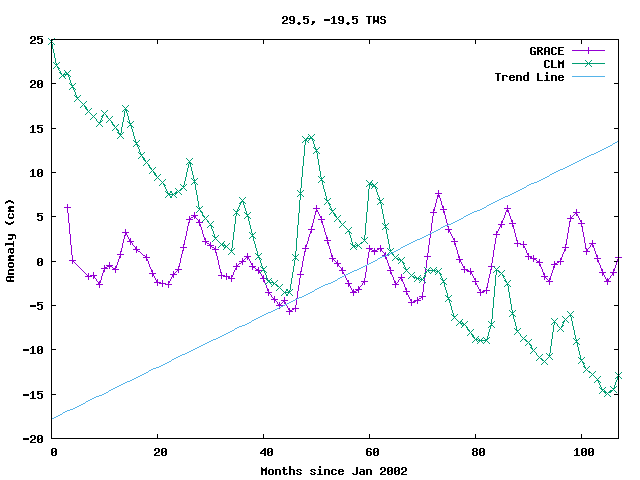 29.5, -19.5 TWS
GRACE
CLM
Trend Line
25
20
15
10
5
0
-5
-10
-15
-20
Anomaly (cm)
0 20 40 60 80 100
Months since Jan 2002